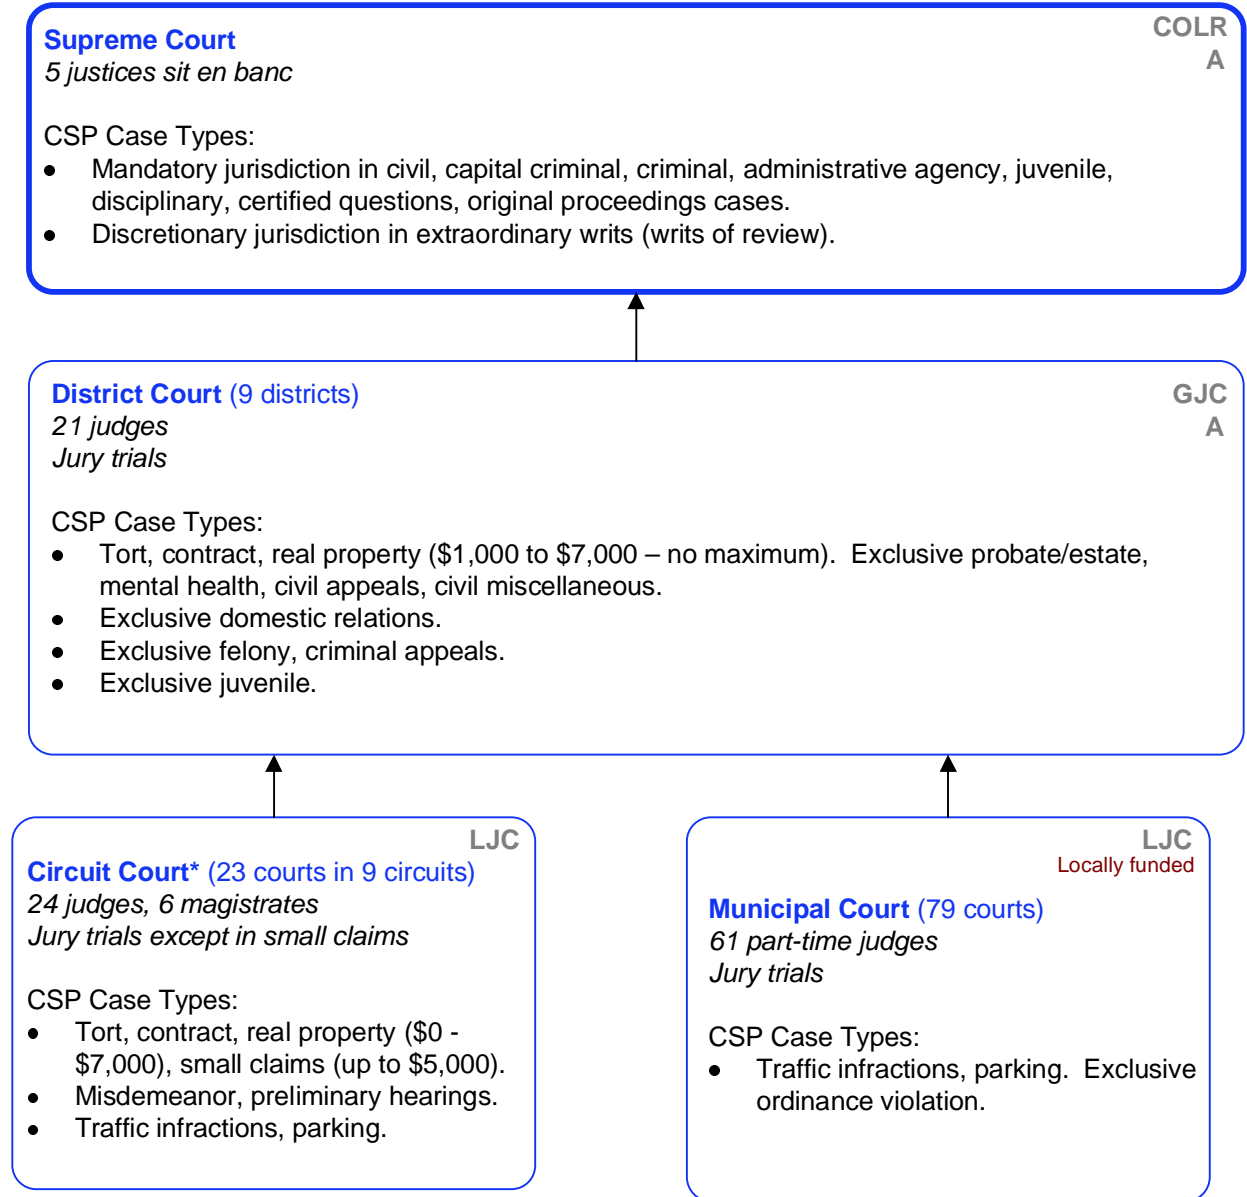 Supreme Court
COLR
5 justices sit en banc
A
CSP Case Types:
● Mandatory jurisdiction in civil, capital criminal, criminal, administrative agency, juvenile,
disciplinary, certified questions, original proceedings cases.
● Discretionary jurisdiction in extraordinary writs (writs of review).
District Court (9 districts)
GJC
21 judges
A
Jury trials
CSP Case Types:
● Tort, contract, real property ($1,000 to $7,000 – no maximum).  Exclusive probate/estate,
mental health, civil appeals, civil miscellaneous.
● Exclusive domestic relations.
● Exclusive felony, criminal appeals.
● Exclusive juvenile.
LJC
Circuit Court* (23 courts in 9 circuits)
24 judges, 6 magistrates
Jury trials except in small claims
CSP Case Types:
● Tort, contract, real property ($0 -
$7,000), small claims (up to $5,000).
● Misdemeanor, preliminary hearings.
● Traffic infractions, parking.
LJC
Locally funded
Municipal Court (79 courts)
61 part-time judges
Jury trials
CSP Case Types:
● Traffic infractions, parking.  Exclusive
ordinance violation.